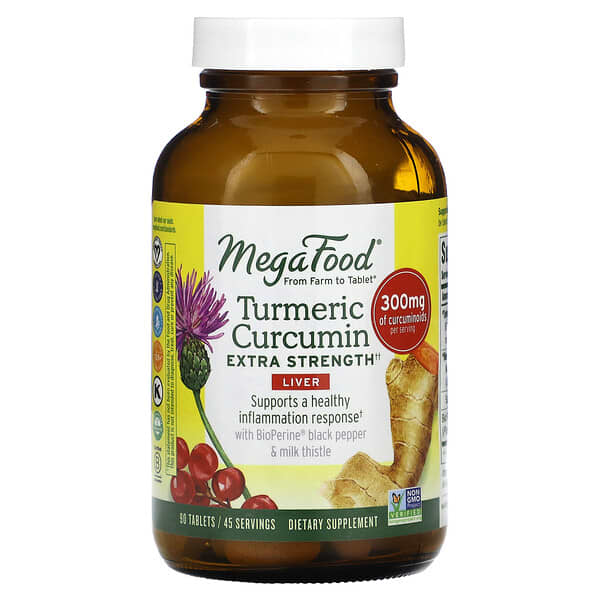 MegaFood®
From Farm to Tablet®
Turmeric
Curcumin
EXTRA STRENGTH††
LIVER
Supports a healthy
inflammation response†
with BioPerine® black pepper
& milk thistle
300mg
of curcuminoids
per serving
90 TABLETS / 45 SERVINGS DIETARY SUPPLEMENT
NON
GMO
Project
VERIFIED
K